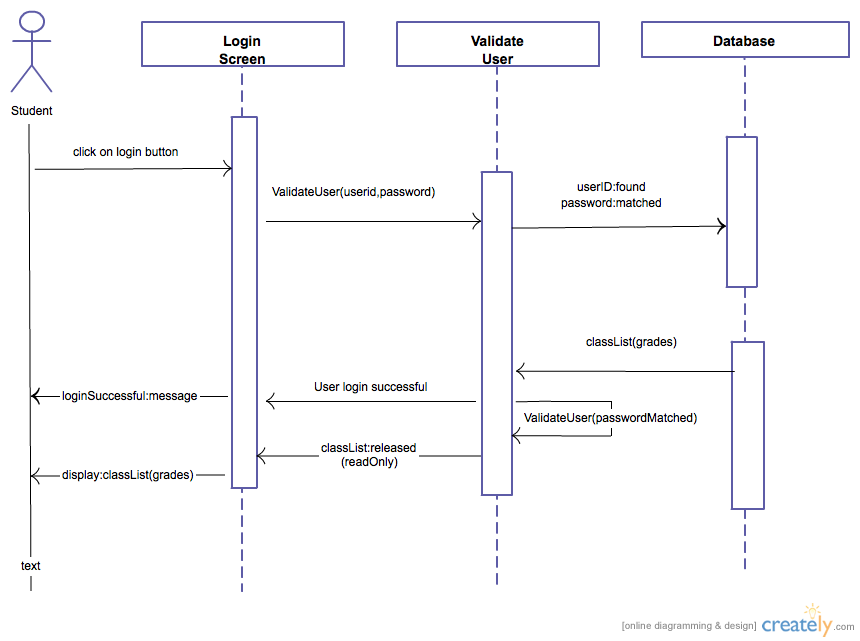 Login
Screen
Validate
User
Database
Student
click on login button
ValidateUser(userid,password)
userID:found
password:matched
classList(grades)
User login successful
loginSuccessful:message
ValidateUser(passwordMatched)
classList:released
(readOnly)
display:classList(grades)
text
[online diagramming & design] creately.com